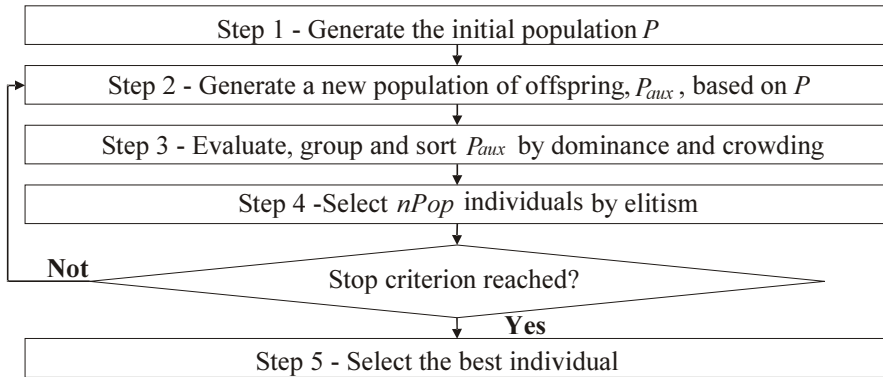 Step 1 - Generate the initial population P
Step 2 - Generate a new population of offspring, Paux , based on P
Step 3 - Evaluate, group and sort Paux by dominance and crowding
Step 4 -Select nPop individuals by elitism
Not
Stop criterion reached?
Yes
Step 5 - Select the best individual